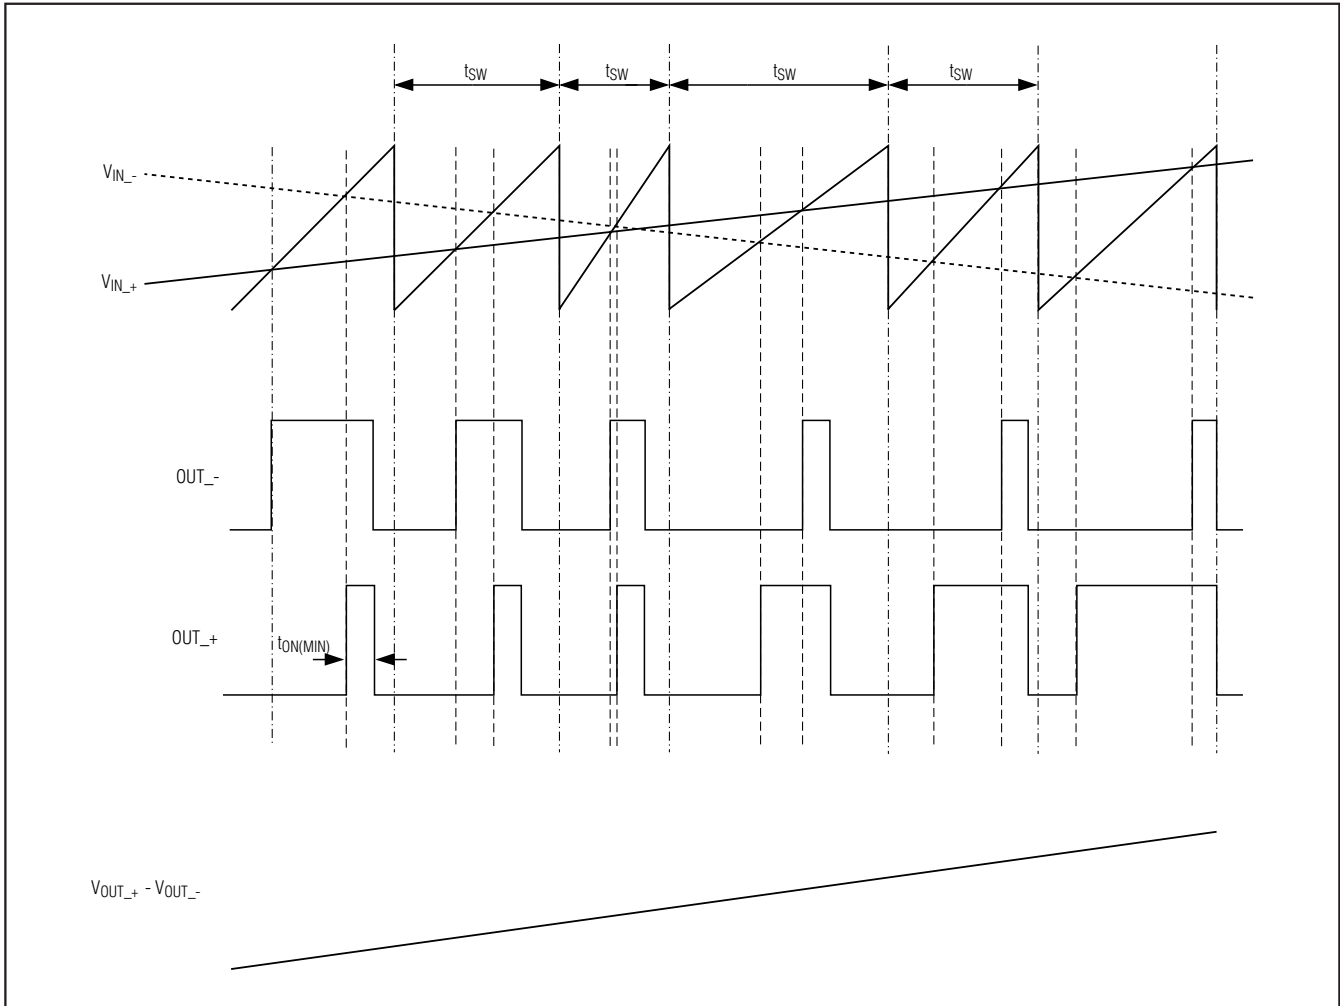 tSW tSW tSW tSW
VIN_-
VIN_+
OUT_-
OUT_+
tON(MIN)
VOUT_+ - VOUT_-